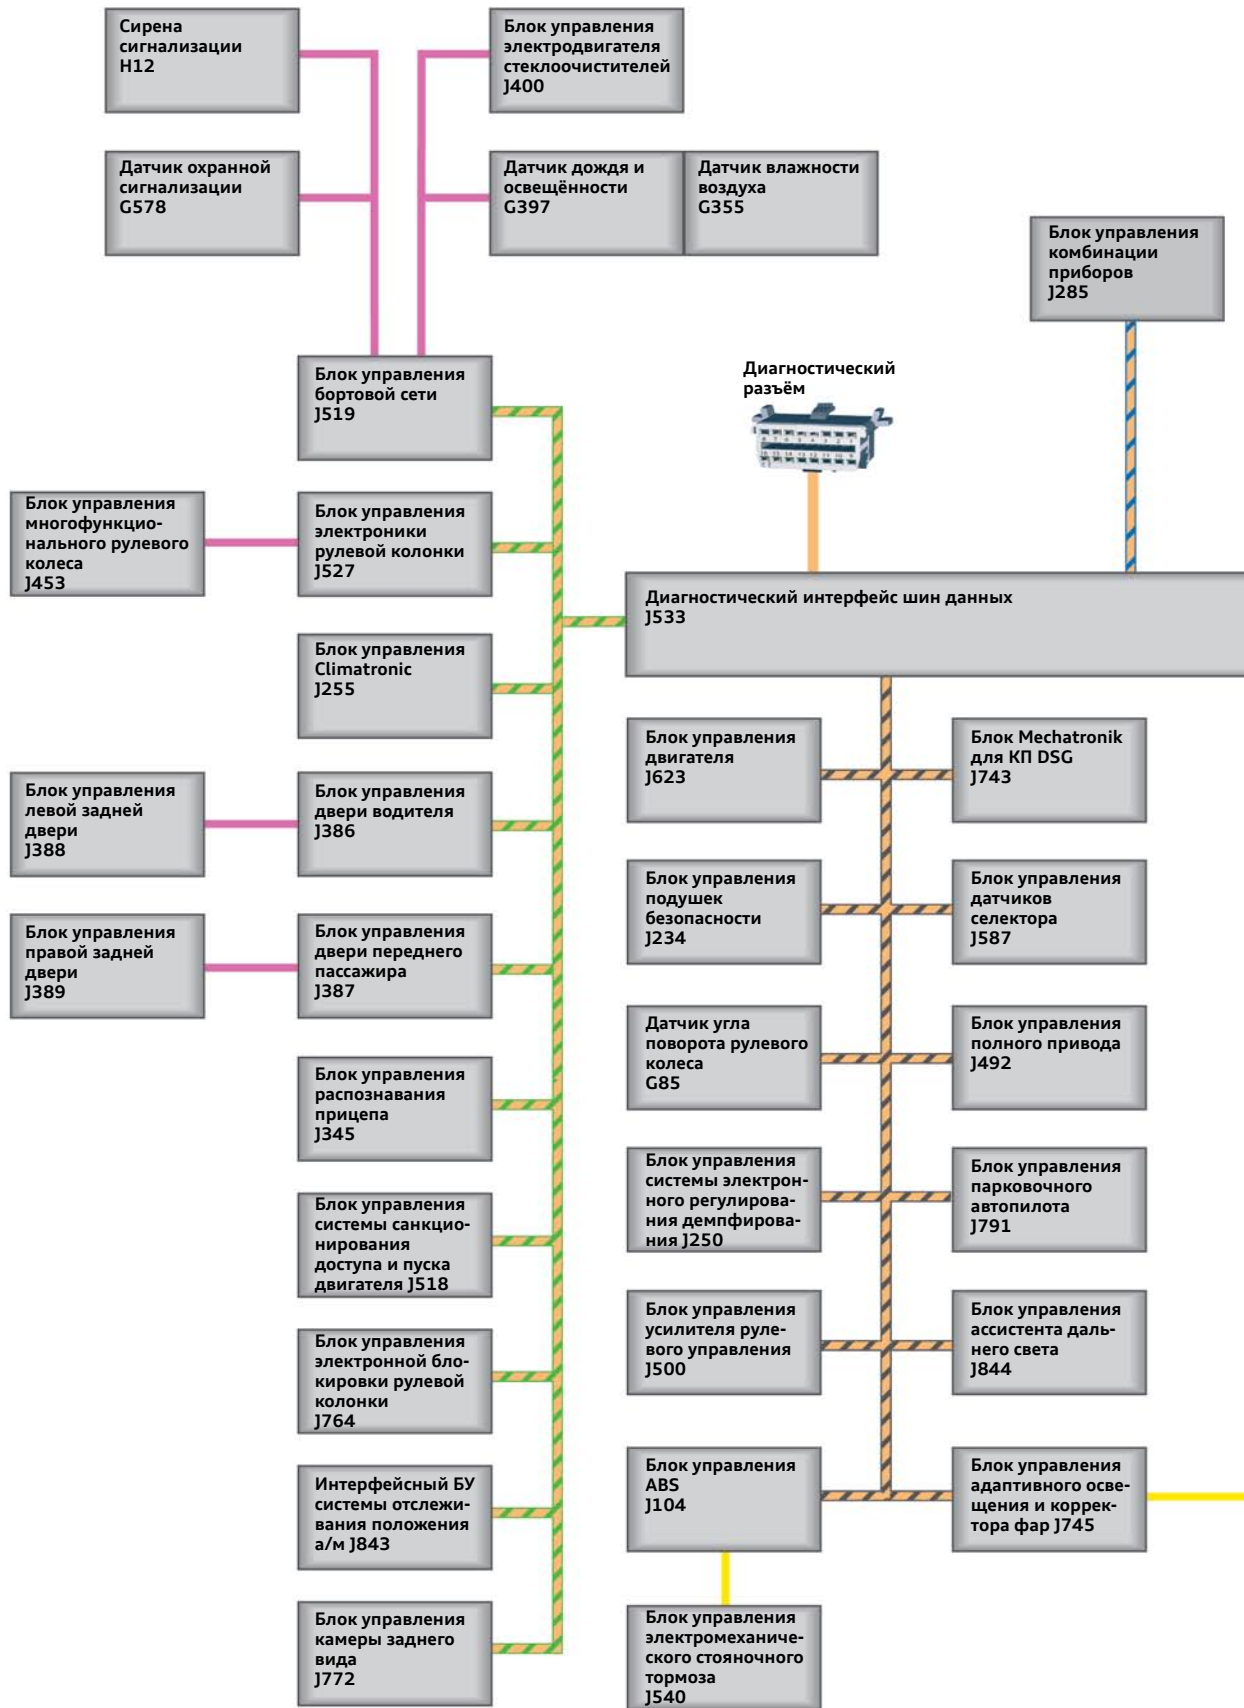 Сирена
сигнализации
H12
Блок управления
электродвигателя
стеклоочистителей
J400
Датчик охранной
сигнализации
G578
Датчик дождя и
освещённости
G397
Датчик влажности
воздуха
G355
Блок управления
комбинации
приборов
J285
Диагностический
разъём
Блок управления
бортовой сети
J519
Блок управления
многофункцио-
нального рулевого
колеса
J453
Блок управления
электроники
рулевой колонки
J527
Диагностический интерфейс шин данных
J533
Блок управления
Climatronic
J255
Блок управления
левой задней
двери
J388
Блок управления
двери водителя
J386
Блок управления
правой задней
двери
J389
Блок управления
двери переднего
пассажира
J387
Блок управления
распознавания
прицепа
J345
Блок управления
системы санкцио-
нирования
доступа и пуска
двигателя J518
Блок управления
электронной бло-
кировки рулевой
колонки
J764
Интерфейсный БУ
системы отслежи-
вания положения
а/м J843
Блок управления
камеры заднего
вида
J772
Блок управления
двигателя
J623
Блок Mechatronik
для КП DSG
J743
Блок управления
подушек
безопасности
J234
Блок управления
датчиков
селектора
J587
Датчик угла
поворота рулевого
колеса
G85
Блок управления
полного привода
J492
Блок управления
системы электрон-
ного регулирова-
ния демпфирова-
ния J250
Блок управления
парковочного
автопилота
J791
Блок управления
усилителя руле-
вого управления
J500
Блок управления
ассистента даль-
него света
J844
Блок управления
ABS
J104
Блок управления
адаптивного осве-
щения и коррек-
тора фар J745
Блок управления
электромеханиче-
ского стояночного
тормоза
J540